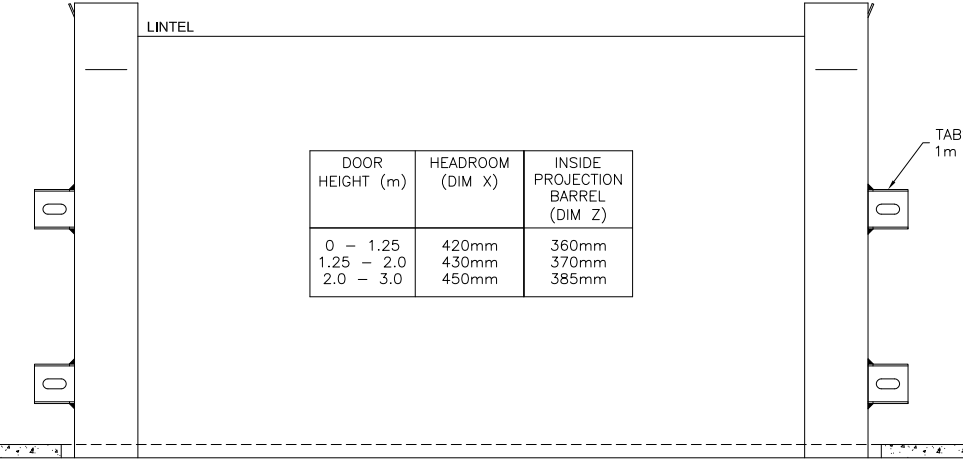 LINTEL
TAB
1m
DOOR HEADROOM INSIDE
HEIGHT (m) (DIM X) PROJECTION
BARREL
(DIM Z)
0 – 1.25 420mm 360mm
1.25 – 2.0 430mm 370mm
2.0 – 3.0 450mm 385mm